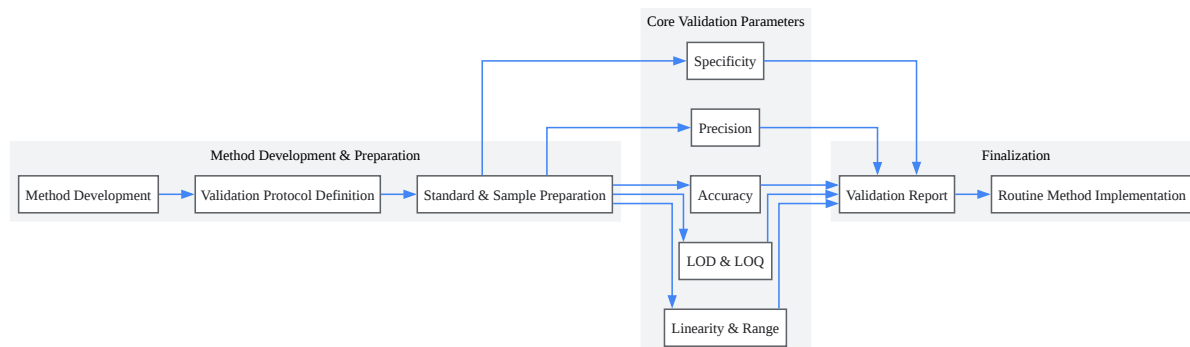 Core Validation Parameters
Specificity
Precision
Method Development & Preparation
Finalization
Method Development
Validation Protocol Definition
Standard & Sample Preparation
Accuracy
Validation Report
Routine Method Implementation
LOD & LOQ
Linearity & Range